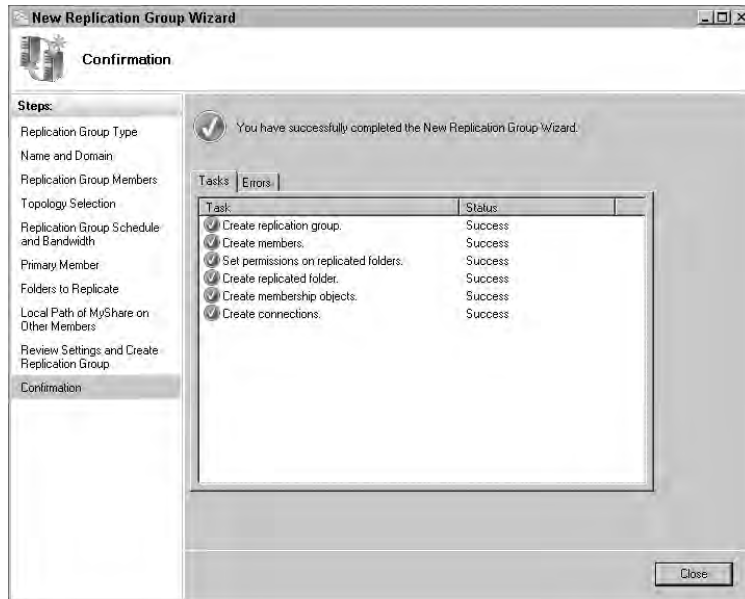 New Replication Group Wizard
Confirmation
Steps:
Replication Group Type
Name and Domain
Replication Group Members
Topology Selection
Replication Group Schedule
and Bandwidth
Primary Member
Folders to Replicate
Local Path of MyShare on
Other Members
Review Settings and Create
Replication Group
Confirmation
You have successfully completed the New Replication Group Wizard.
Tasks Errors
Task Status
Create replication group. Success
Create members. Success
Set permissions on replicated folders. Success
Create replicated folder. Success
Create membership objects. Success
Create connections. Success
Close